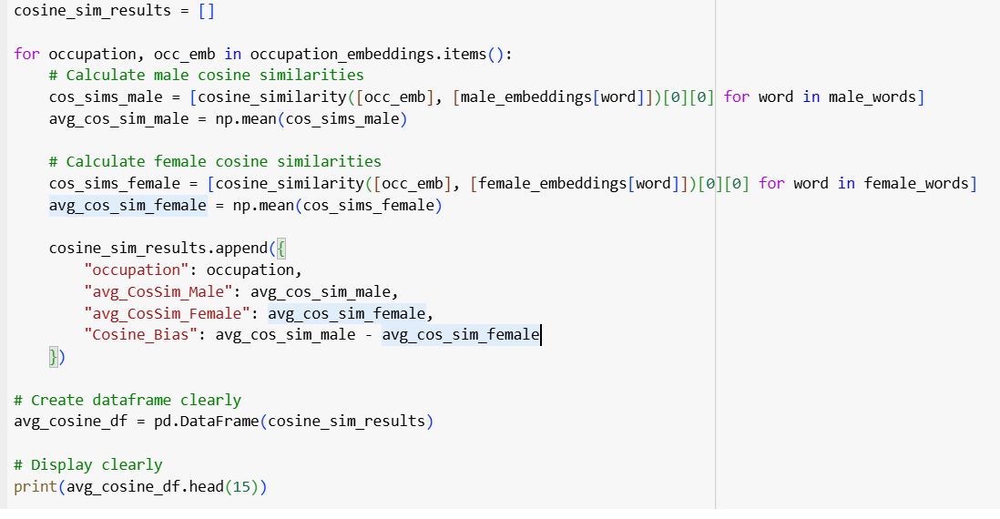 cosine_sim_results = []
for occupation, occ_emb in occupation_embeddings.items():
    # Calculate male cosine similarities
    cos_sims_male = [cosine_similarity([occ_emb], [male_embeddings[word]])[0][0] for word in male_words]
    avg_cos_sim_male = np.mean(cos_sims_male)
    # Calculate female cosine similarities
    cos_sims_female = [cosine_similarity([occ_emb], [female_embeddings[word]])[0][0] for word in female_words]
    avg_cos_sim_female = np.mean(cos_sims_female)
    cosine_sim_results.append({
        "occupation": occupation,
        "avg_CosSim_Male": avg_cos_sim_male,
        "avg_CosSim_Female": avg_cos_sim_female,
        "Cosine_Bias": avg_cos_sim_male - avg_cos_sim_female
    })
# Create dataframe clearly
avg_cosine_df = pd.DataFrame(cosine_sim_results)
# Display clearly
print(avg_cosine_df.head(15))